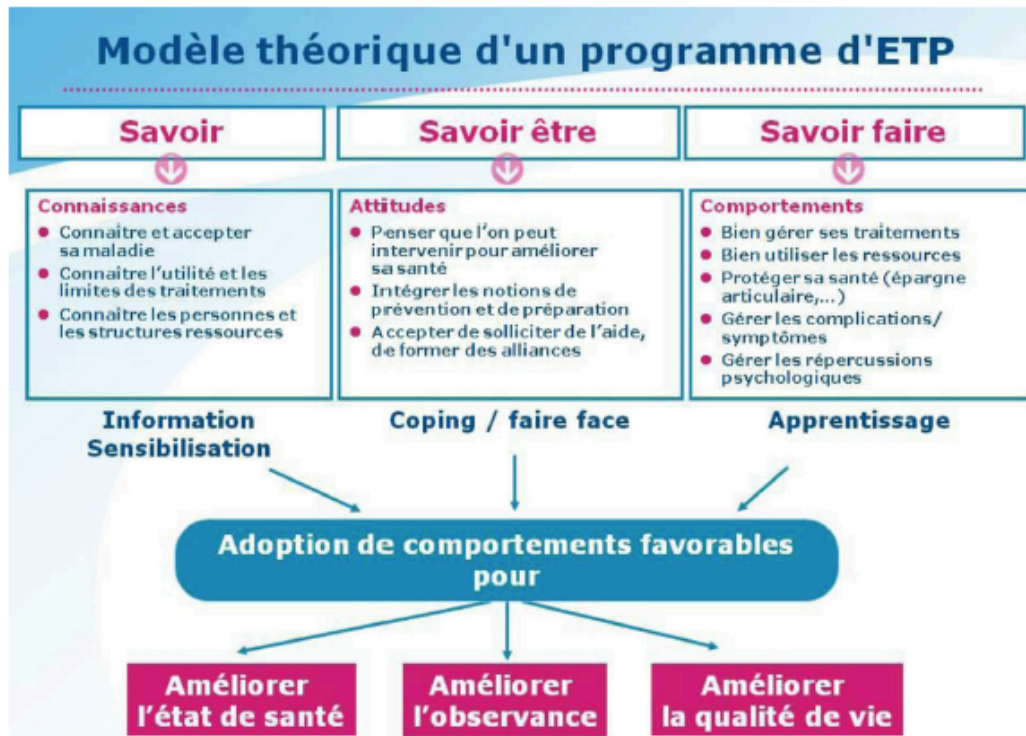 Modèle théorique d'un programme d'ETP
Savoir
Connaissances
Connaître et accepter
sa maladie
Connaître l'utilité et les
limites des traitements
Connaître les personnes et
les structures ressources
Information
Sensibilisation
Savoir être
Attitudes
Penser que l'on peut
intervenir pour améliorer
sa santé
Intégrer les notions de
prévention et de préparation
Accepter de solliciter de l'aide,
de former des alliances
Coping / faire face
Savoir faire
Comportements
Bien gérer ses traitements
Bien utiliser les ressources
Protéger sa santé (épargne
articulaire,...)
Gérer les complications/
symptômes
Gérer les répercussions
psychologiques
Apprentissage
Adoption de comportements favorables
pour
Améliorer
l'état de santé
Améliorer
l'observance
Améliorer
la qualité de vie